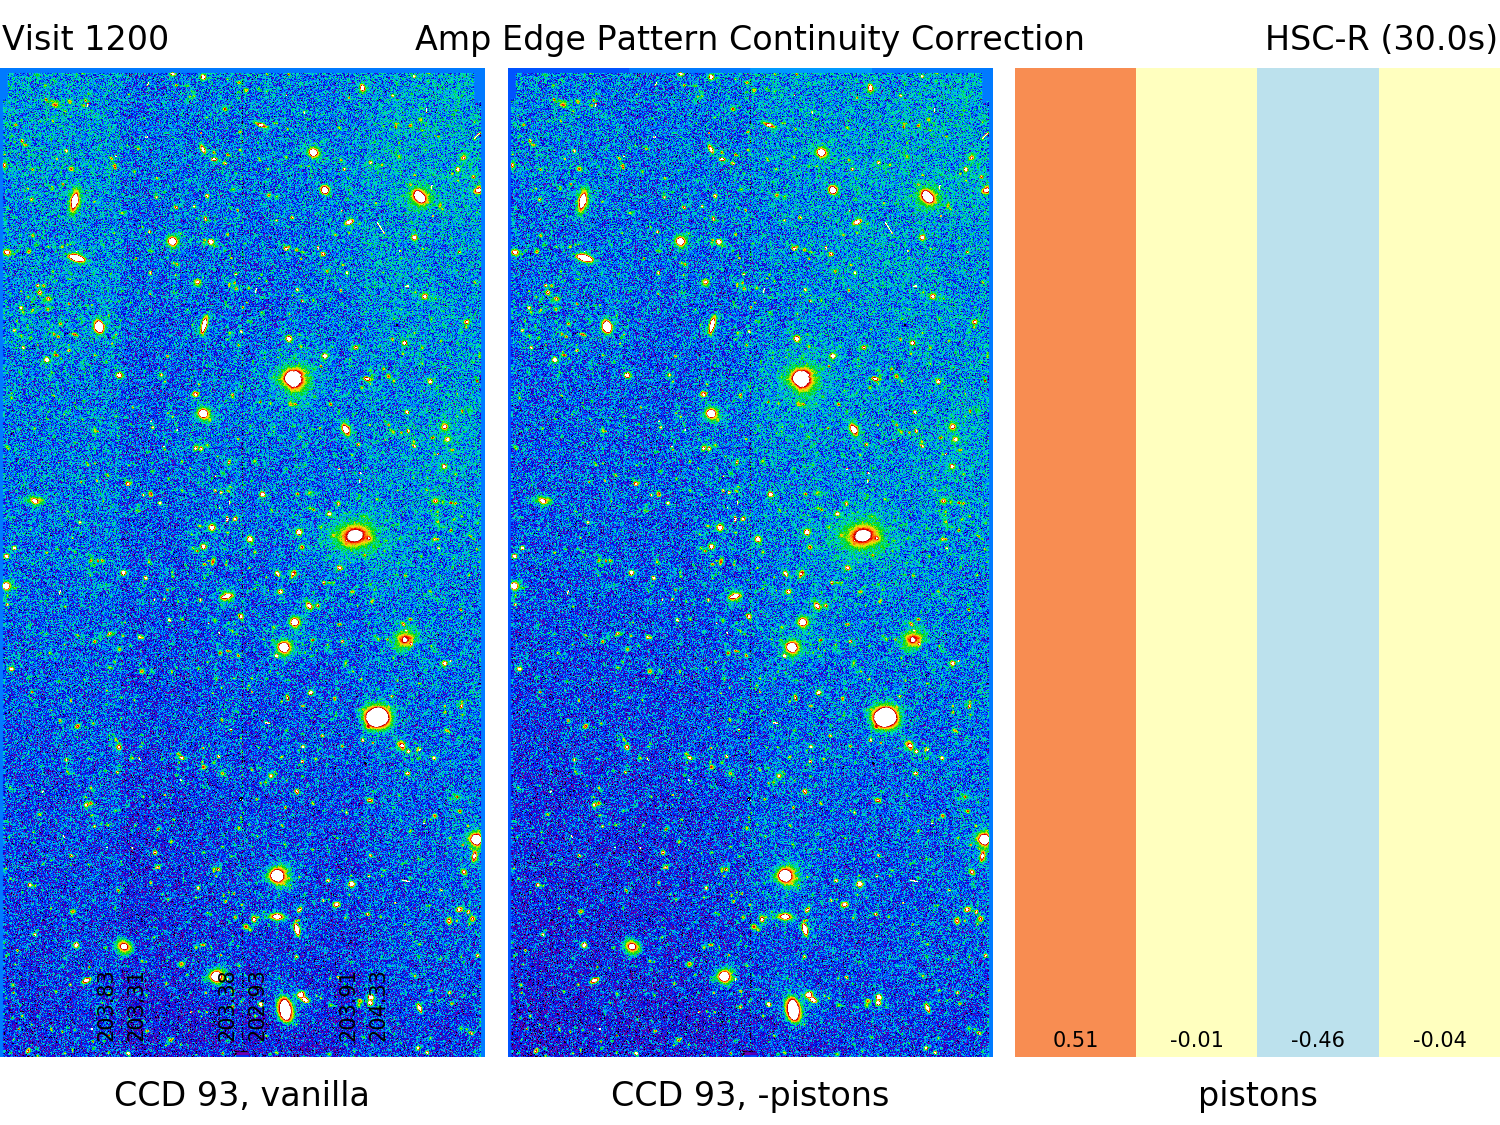 Visit 1200
Amp Edge Pattern Continuity Correction
HSC-R (30.0s)
203.83
203.31
203.38
202.93
203.91
204.33
0.51
-0.01
-0.46
-0.04
CCD 93, vanilla
CCD 93, -pistons
pistons